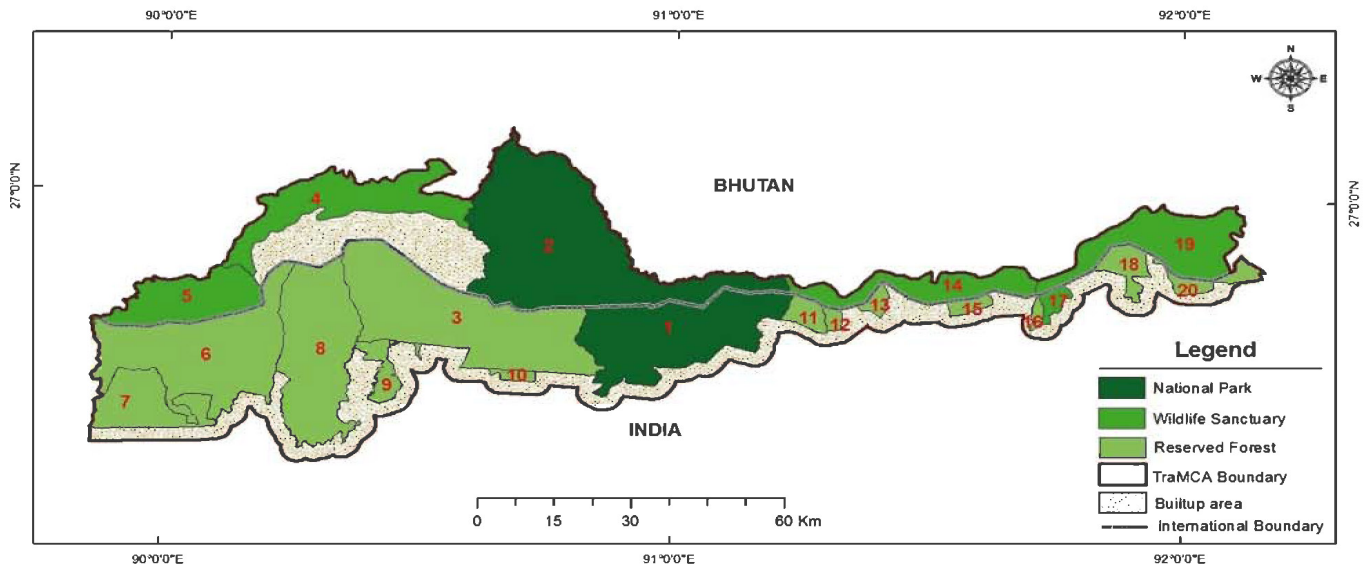 90°0'0"E 91°0'0"E 92°0'0"E
N
W E
S
27°0'0"N
27°0'0"N
BHUTAN
4
2
19
18
5
14
20
17
13
15
3
1
11
12
16
6
8
9
10
7
Legend
National Park
Wildlife Sanctuary
Reserved Forest
TraMCA Boundary
Builtup area
International Boundary
INDIA
0 15 30 60 Km
90°0'0"E 91°0'0"E 92°0'0"E